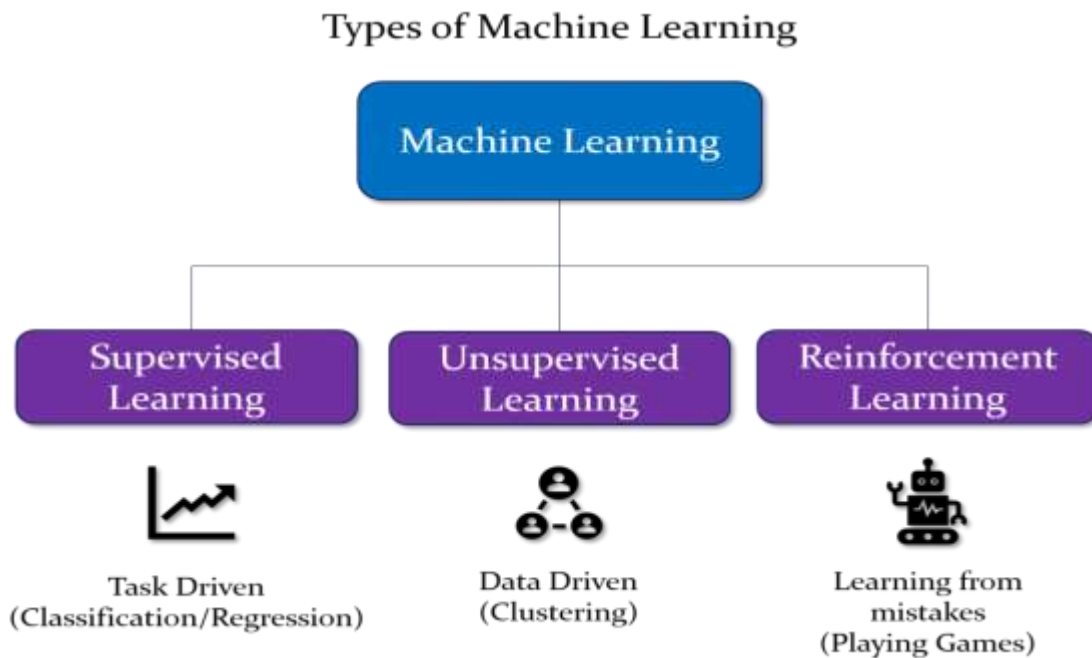 Types of Machine Learning
Machine Learning
Supervised
Learning
Unsupervised
Learning
Reinforcement
Learning
Task Driven
(Classification/Regression)
Data Driven
(Clustering)
Learning from
mistakes
(Playing Games)